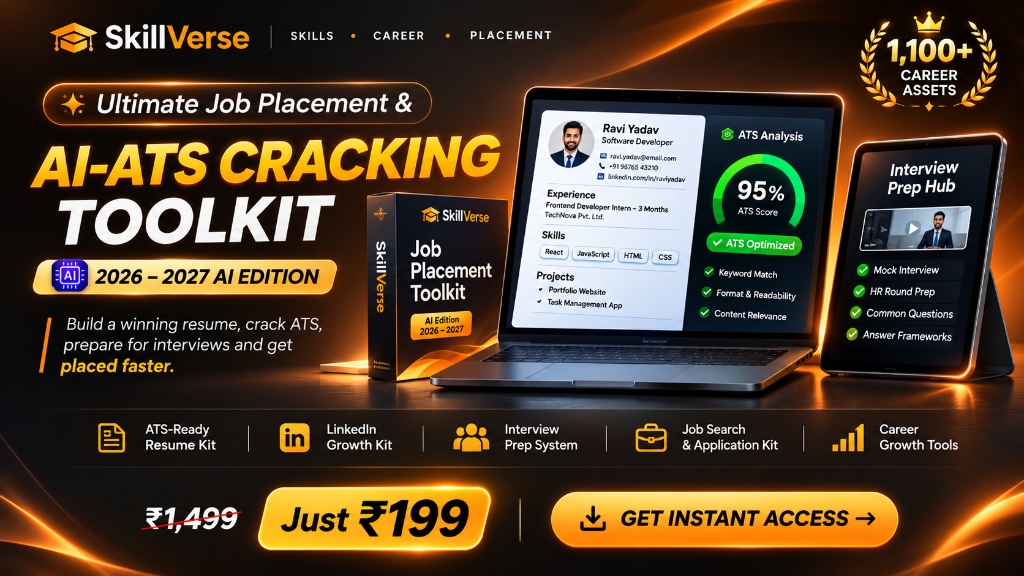 SkillVerse
SKILLS • CAREER • PLACEMENT
1,100+
CAREER
ASSETS
Ultimate Job Placement &
AI-ATS CRACKING
TOOLKIT
AI
2026 – 2027 AI EDITION
Build a winning resume, crack ATS,
prepare for interviews and get
placed faster.
SkillVerse
SkillVerse
Job
Placement
Toolkit
AI Edition
2026 – 2027
Ravi Yadav
Software Developer
ravi.yadav@email.com
+91 98765 43210
linkedin.com/in/raviyadav
Experience
Frontend Developer Intern – 3 Months
TechNova Pvt. Ltd.
Skills
React JavaScript HTML CSS
Projects
Portfolio Website
Task Management App
ATS Analysis
95%
ATS Score
ATS Optimized
Keyword Match
Format & Readability
Content Relevance
Interview
Prep Hub
Mock Interview
HR Round Prep
Common Questions
Answer Frameworks
ATS-Ready
Resume Kit
in
LinkedIn
Growth Kit
Interview
Prep System
Job Search
& Application Kit
Career
Growth Tools
₹1,499
Just ₹199
GET INSTANT ACCESS →